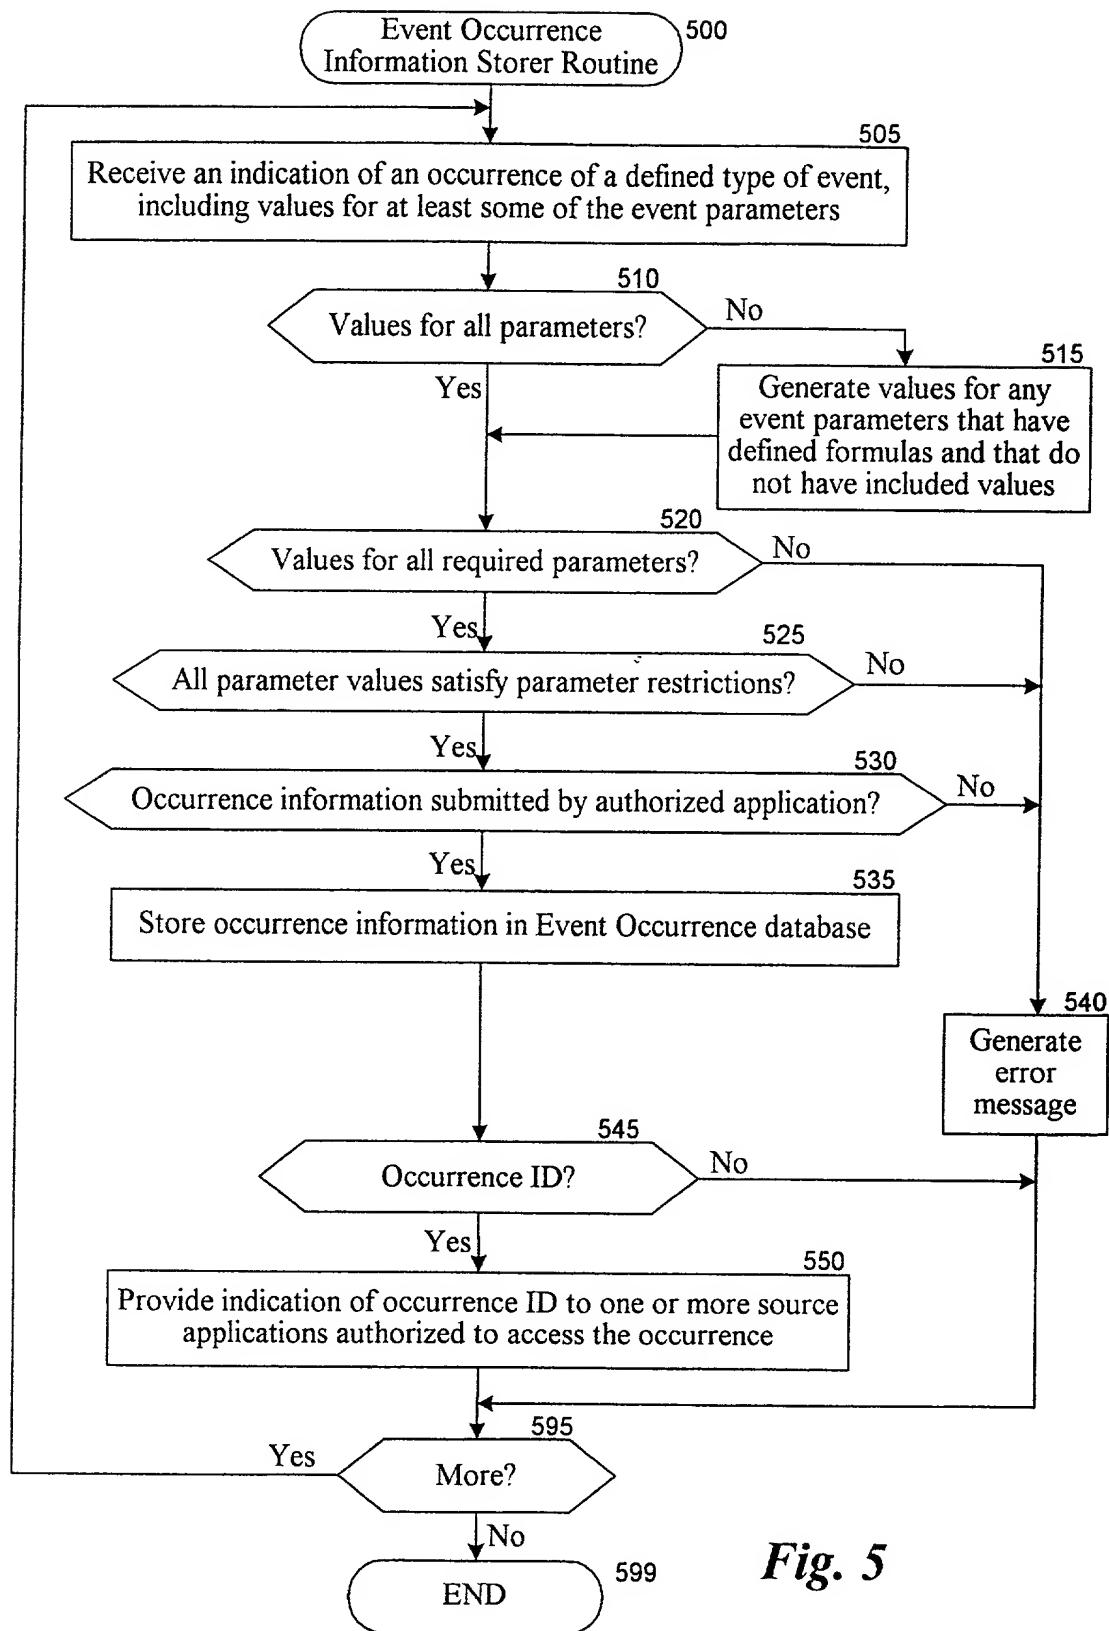 Event Occurrence
Information Storer Routine
500
505
Receive an indication of an occurrence of a defined type of event,
including values for at least some of the event parameters
510
Values for all parameters?
No
Yes
515
Generate values for any
event parameters that have
defined formulas and that do
not have included values
520
Values for all required parameters?
No
Yes
525
All parameter values satisfy parameter restrictions?
No
Yes
530
Occurrence information submitted by authorized application?
No
Yes
535
Store occurrence information in Event Occurrence database
540
Generate
error
message
545
Occurrence ID?
No
Yes
550
Provide indication of occurrence ID to one or more source
applications authorized to access the occurrence
595
More?
Yes
No
END
599
Fig. 5